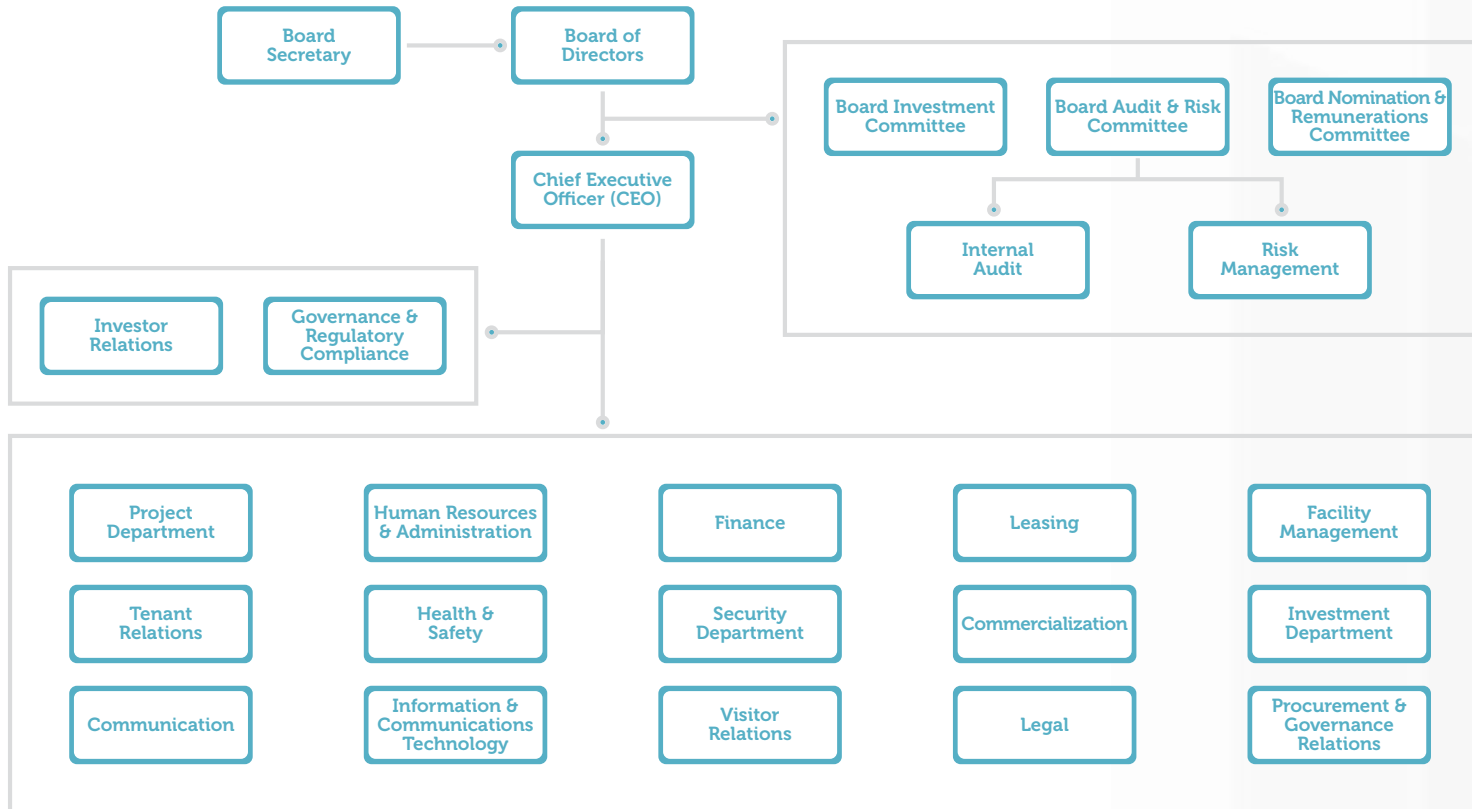 Board
Secretary
Board of
Directors
Board Investment
Committee
Board Audit & Risk
Committee
Board Nomination &
Remunerations
Committee
Chief Executive
Officer (CEO)
Internal
Audit
Risk
Management
Investor
Relations
Governance &
Regulatory
Compliance
Project
Department
Human Resources
& Administration
Finance
Leasing
Facility
Management
Tenant
Relations
Health &
Safety
Security
Department
Commercialization
Investment
Department
Communication
Information &
Communications
Technology
Visitor
Relations
Legal
Procurement &
Governance
Relations